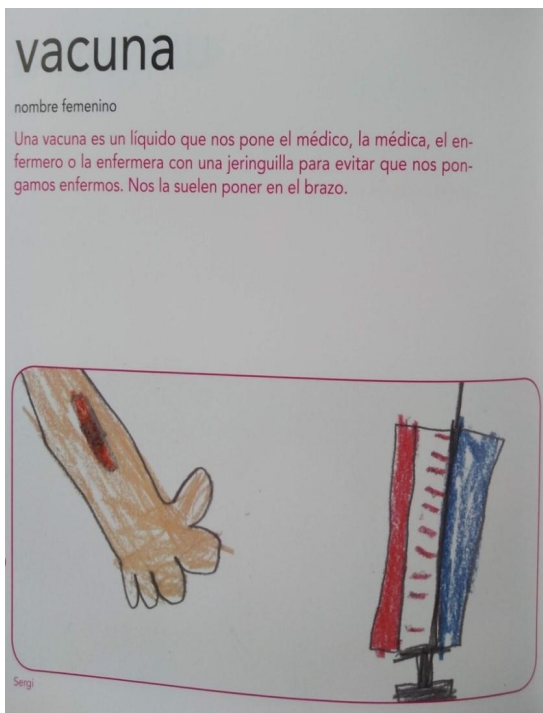 vacuna
nombre femenino
Una vacuna es un líquido que nos pone el médico, la médica, el en-
fermero o la enfermera con una jeringuilla para evitar que nos pon-
gamos enfermos. Nos la suelen poner en el brazo.
Sergi